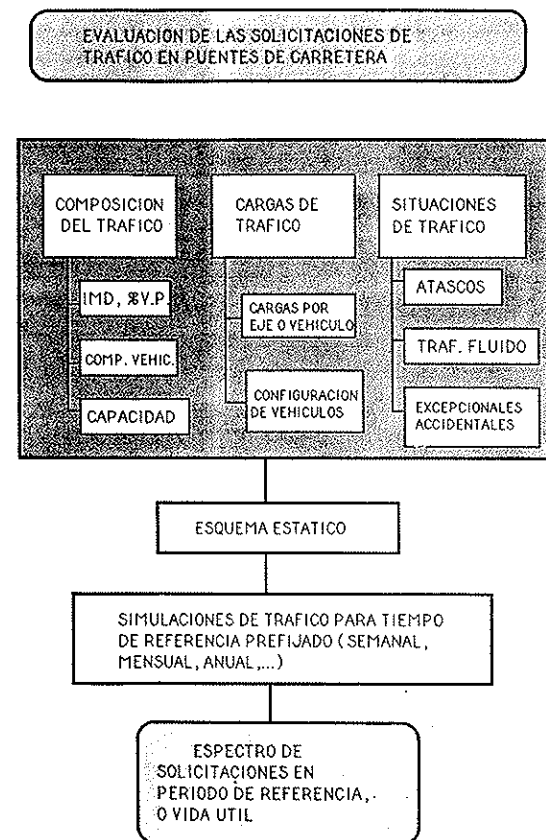 EVALUACION DE LAS SOLICITACIONES DE
TRAFICO EN PUENTES DE CARRETERA
COMPOSICION
DEL TRAFICO
IMD, %V.P.
COMP. VEHIC.
CAPACIDAD
CARGAS DE
TRAFICO
CARGAS POR
EJE O VEHICULO
CONFIGURACION
DE VEHICULOS
SITUACIONES
DE TRAFICO
ATASCOS
TRAF. FLUIDO
EXCEPCIONALES
ACCIDENTALES
ESQUEMA ESTATICO
SIMULACIONES DE TRAFICO PARA TIEMPO
DE REFERENCIA PREFIJADO (SEMANAL,
MENSUAL, ANUAL,...)
ESPECTRO DE
SOLICITACIONES EN
PERIODO DE REFERENCIA,
O VIDA UTIL